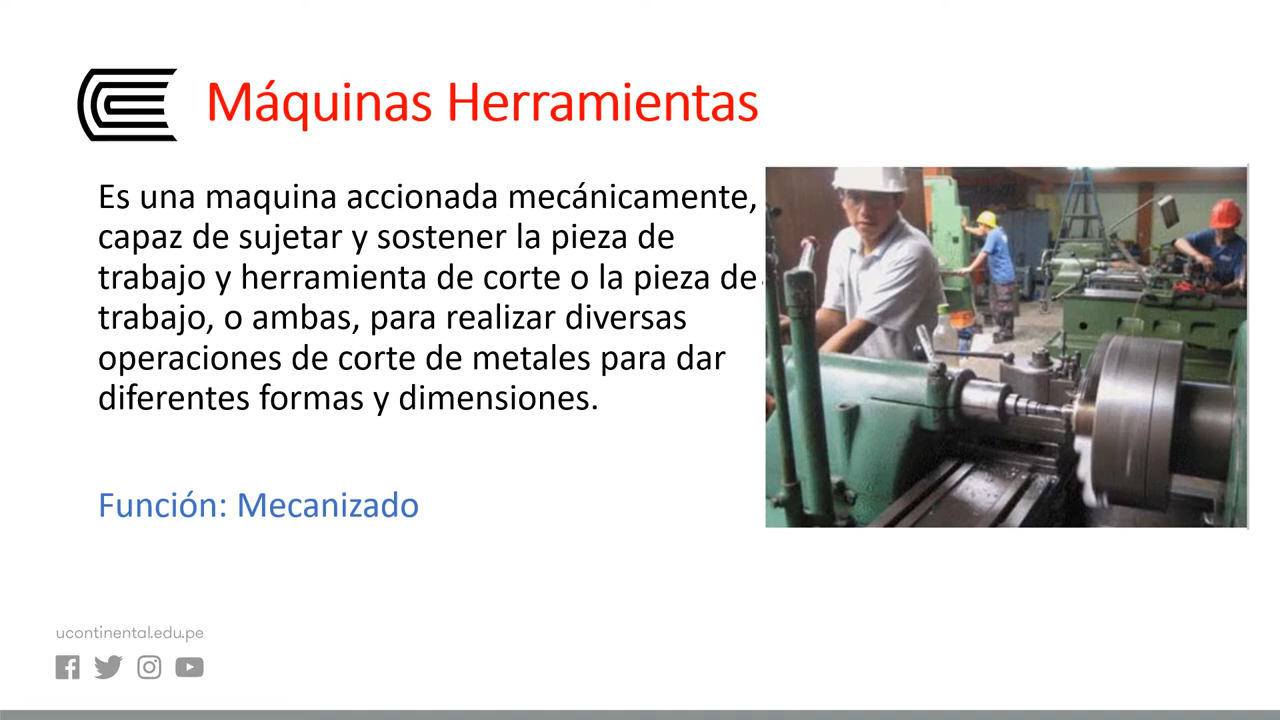 Máquinas Herramientas
Es una maquina accionada mecánicamente,
capaz de sujetar y sostener la pieza de
trabajo y herramienta de corte o la pieza de
trabajo, o ambas, para realizar diversas
operaciones de corte de metales para dar
diferentes formas y dimensiones.
Función: Mecanizado
ucontinental.edu.pe